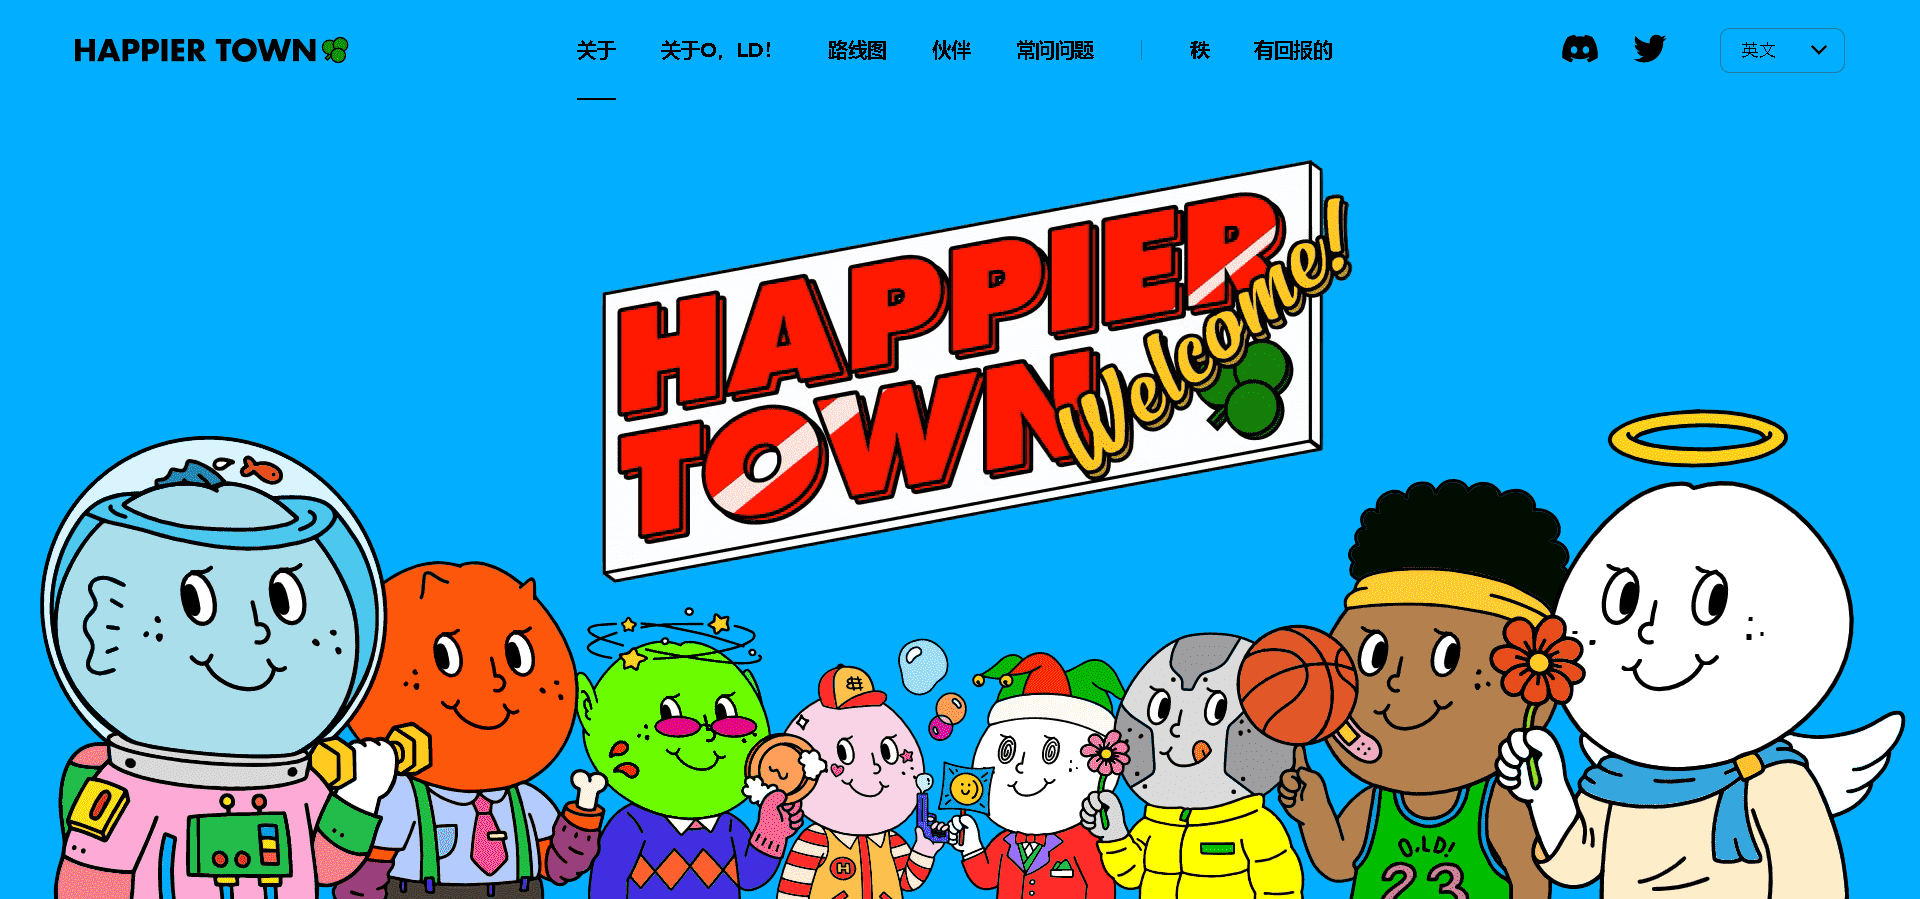 HAPPIER TOWN
关于 关于O，LD！ 路线图 伙伴 常问问题 秩 有回报的
英文
HAPPIER
TOWN
Welcome!
H
O,LD!
23